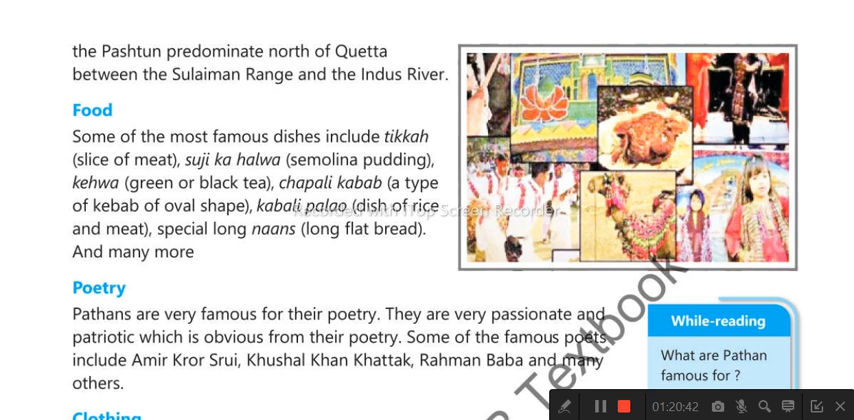 the Pashtun predominate north of Quetta
between the Sulaiman Range and the Indus River.
Food
Some of the most famous dishes include tikkah
(slice of meat), suji ka halwa (semolina pudding),
kehwa (green or black tea), chapali kabab (a type
of kebab of oval shape), kabali palao (dish of rice
and meat), special long naans (long flat bread).
And many more
Recorded with iTop Screen Recorder
Poetry
Pathans are very famous for their poetry. They are very passionate and
patriotic which is obvious from their poetry. Some of the famous poets
include Amir Kror Srui, Khushal Khan Khattak, Rahman Baba and many
others.
Clothing
While-reading
What are Pathan
famous for ?
Textbook
01:20:42